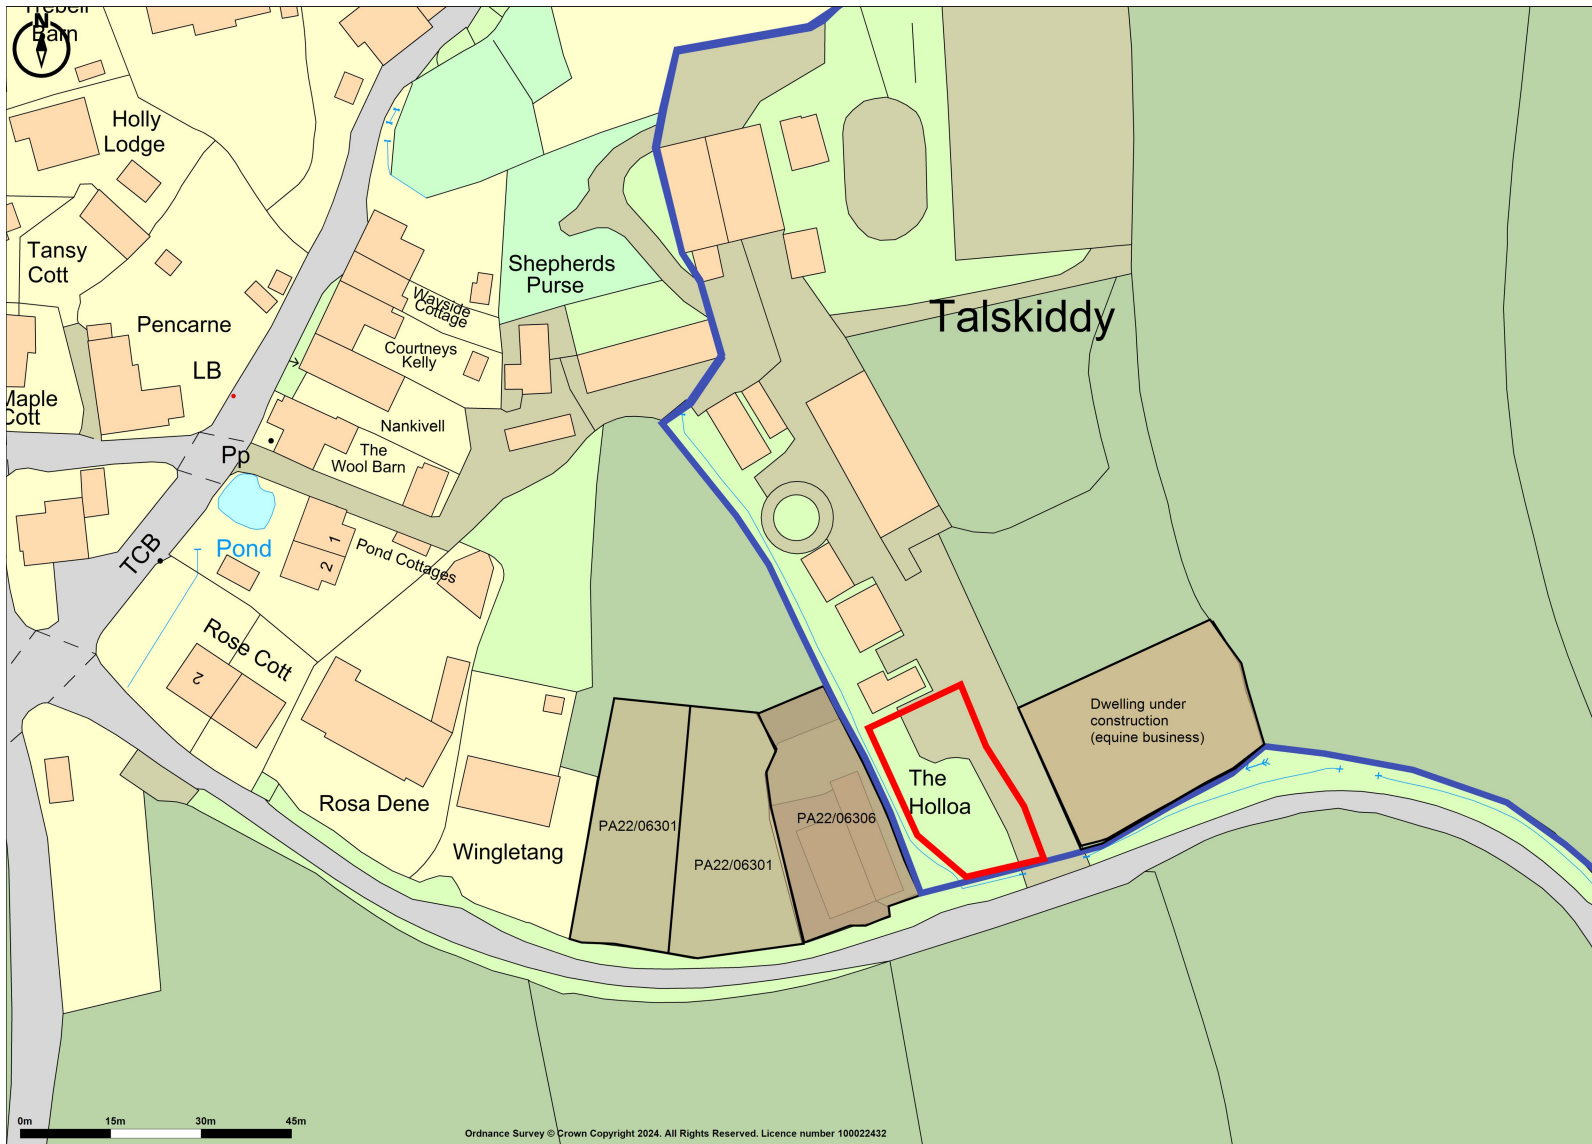 Trebell
Barn
N
Holly
Lodge
Tansy
Cott
Pencarne
LB
Maple
Cott
Shepherds
Purse
Wayside
Cottage
Courtneys
Kelly
Nankivell
The
Wool Barn
Pp
Talskiddy
TCB
Pond
1
2
Pond Cottages
Rose Cott
2
Rosa Dene
Wingletang
PA22/06301
PA22/06301
PA22/06306
The
Holloa
Dwelling under
construction
(equine business)
0m 15m 30m 45m
Ordnance Survey © Crown Copyright 2024. All Rights Reserved. Licence number 100022432